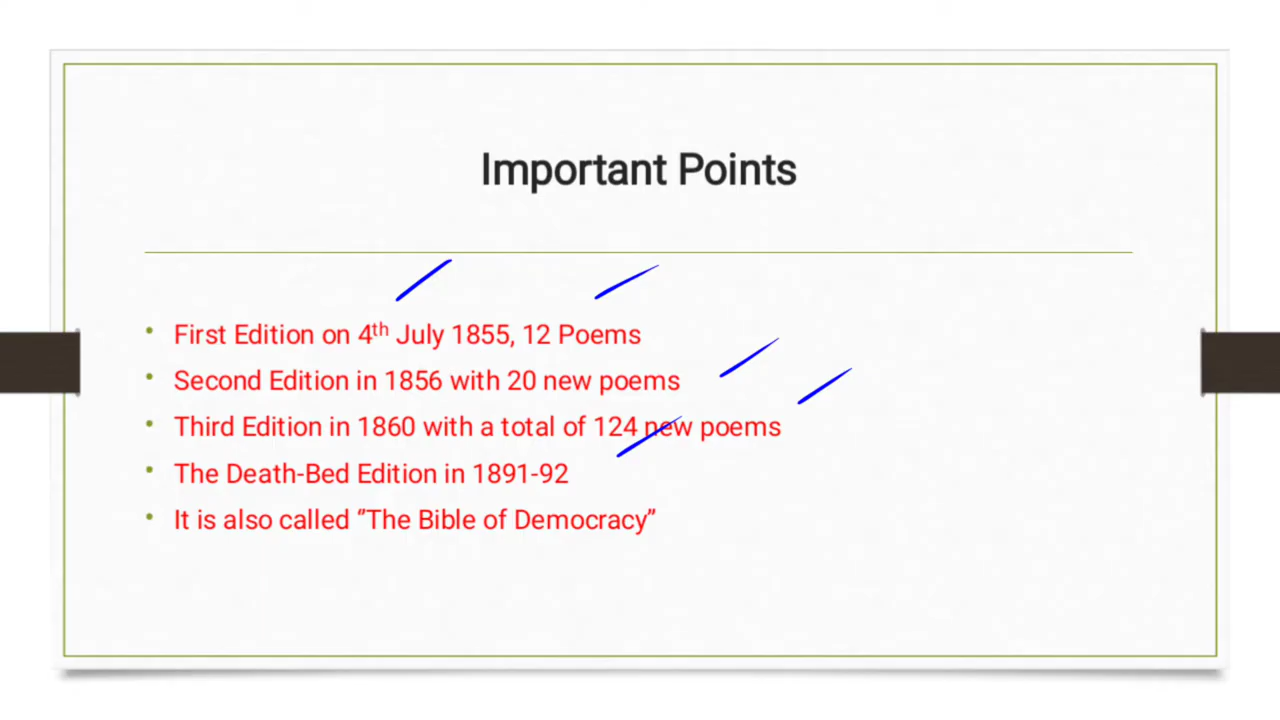 Important Points
• First Edition on 4th July 1855, 12 Poems
• Second Edition in 1856 with 20 new poems
• Third Edition in 1860 with a total of 124 new poems
• The Death-Bed Edition in 1891-92
• It is also called “The Bible of Democracy”